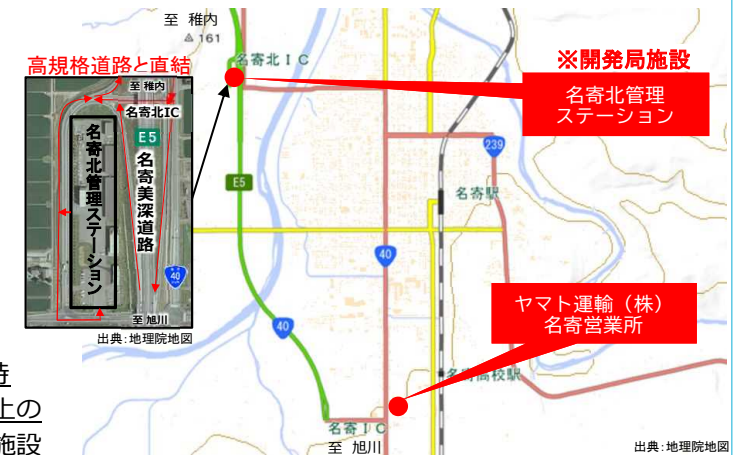 至 稚内
161
名寄北IC
※開発局施設
名寄北管理
ステーション
高規格道路と直結
至 稚内
名寄北IC
E5
名寄美深道路
名寄北管理ステーション
40
至 旭川
出典:地理院地図
239
E5
名寄駅
40
40
ヤマト運輸（株）
名寄営業所
名寄高校駅
名寄IC
至 旭川
出典:地理院地図
時
上の
施設